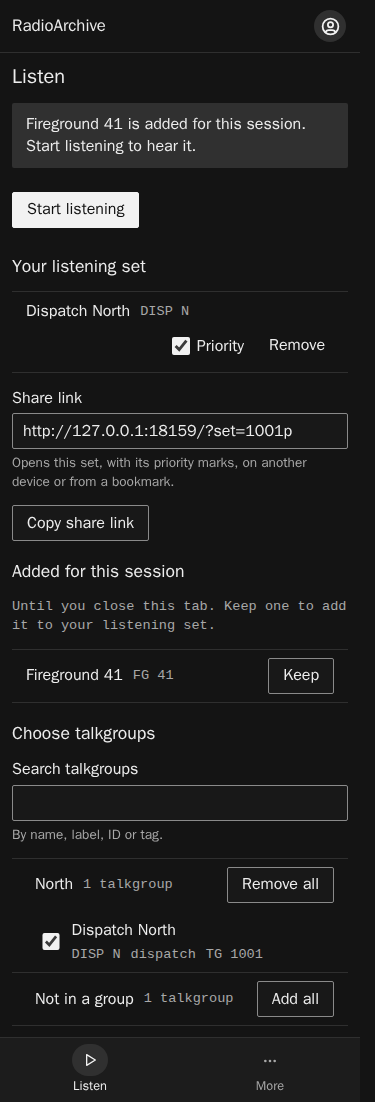 RadioArchive
Listen
Fireground 41 is added for this session.
Start listening to hear it.
Start listening
Your listening set
Dispatch North DISP N
Priority Remove
Share link
http://127.0.0.1:18159/?set=1001p
Opens this set, with its priority marks, on another
device or from a bookmark.
Copy share link
Added for this session
Until you close this tab. Keep one to add
it to your listening set.
Fireground 41 FG 41 Keep
Choose talkgroups
Search talkgroups
By name, label, ID or tag.
North 1 talkgroup Remove all
Dispatch North
DISP N dispatch TG 1001
Not in a group 1 talkgroup Add all
Listen More